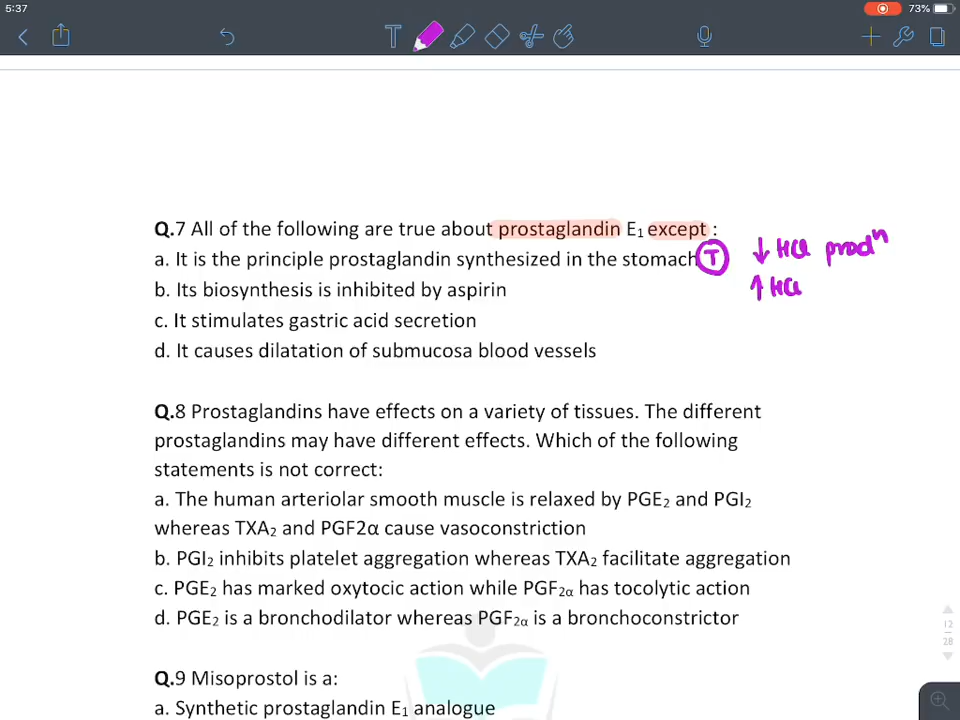 5:37
73%
T
Q.7 All of the following are true about prostaglandin E₁ except :
a. It is the principle prostaglandin synthesized in the stomach T ↓ HCl prodⁿ
b. Its biosynthesis is inhibited by aspirin ↑ HCl
c. It stimulates gastric acid secretion
d. It causes dilatation of submucosa blood vessels
Q.8 Prostaglandins have effects on a variety of tissues. The different
prostaglandins may have different effects. Which of the following
statements is not correct:
a. The human arteriolar smooth muscle is relaxed by PGE₂ and PGI₂
whereas TXA₂ and PGF2α cause vasoconstriction
b. PGI₂ inhibits platelet aggregation whereas TXA₂ facilitate aggregation
c. PGE₂ has marked oxytocic action while PGF₂α has tocolytic action
d. PGE₂ is a bronchodilator whereas PGF₂α is a bronchoconstrictor
12
28
Q.9 Misoprostol is a:
a. Synthetic prostaglandin E₁ analogue